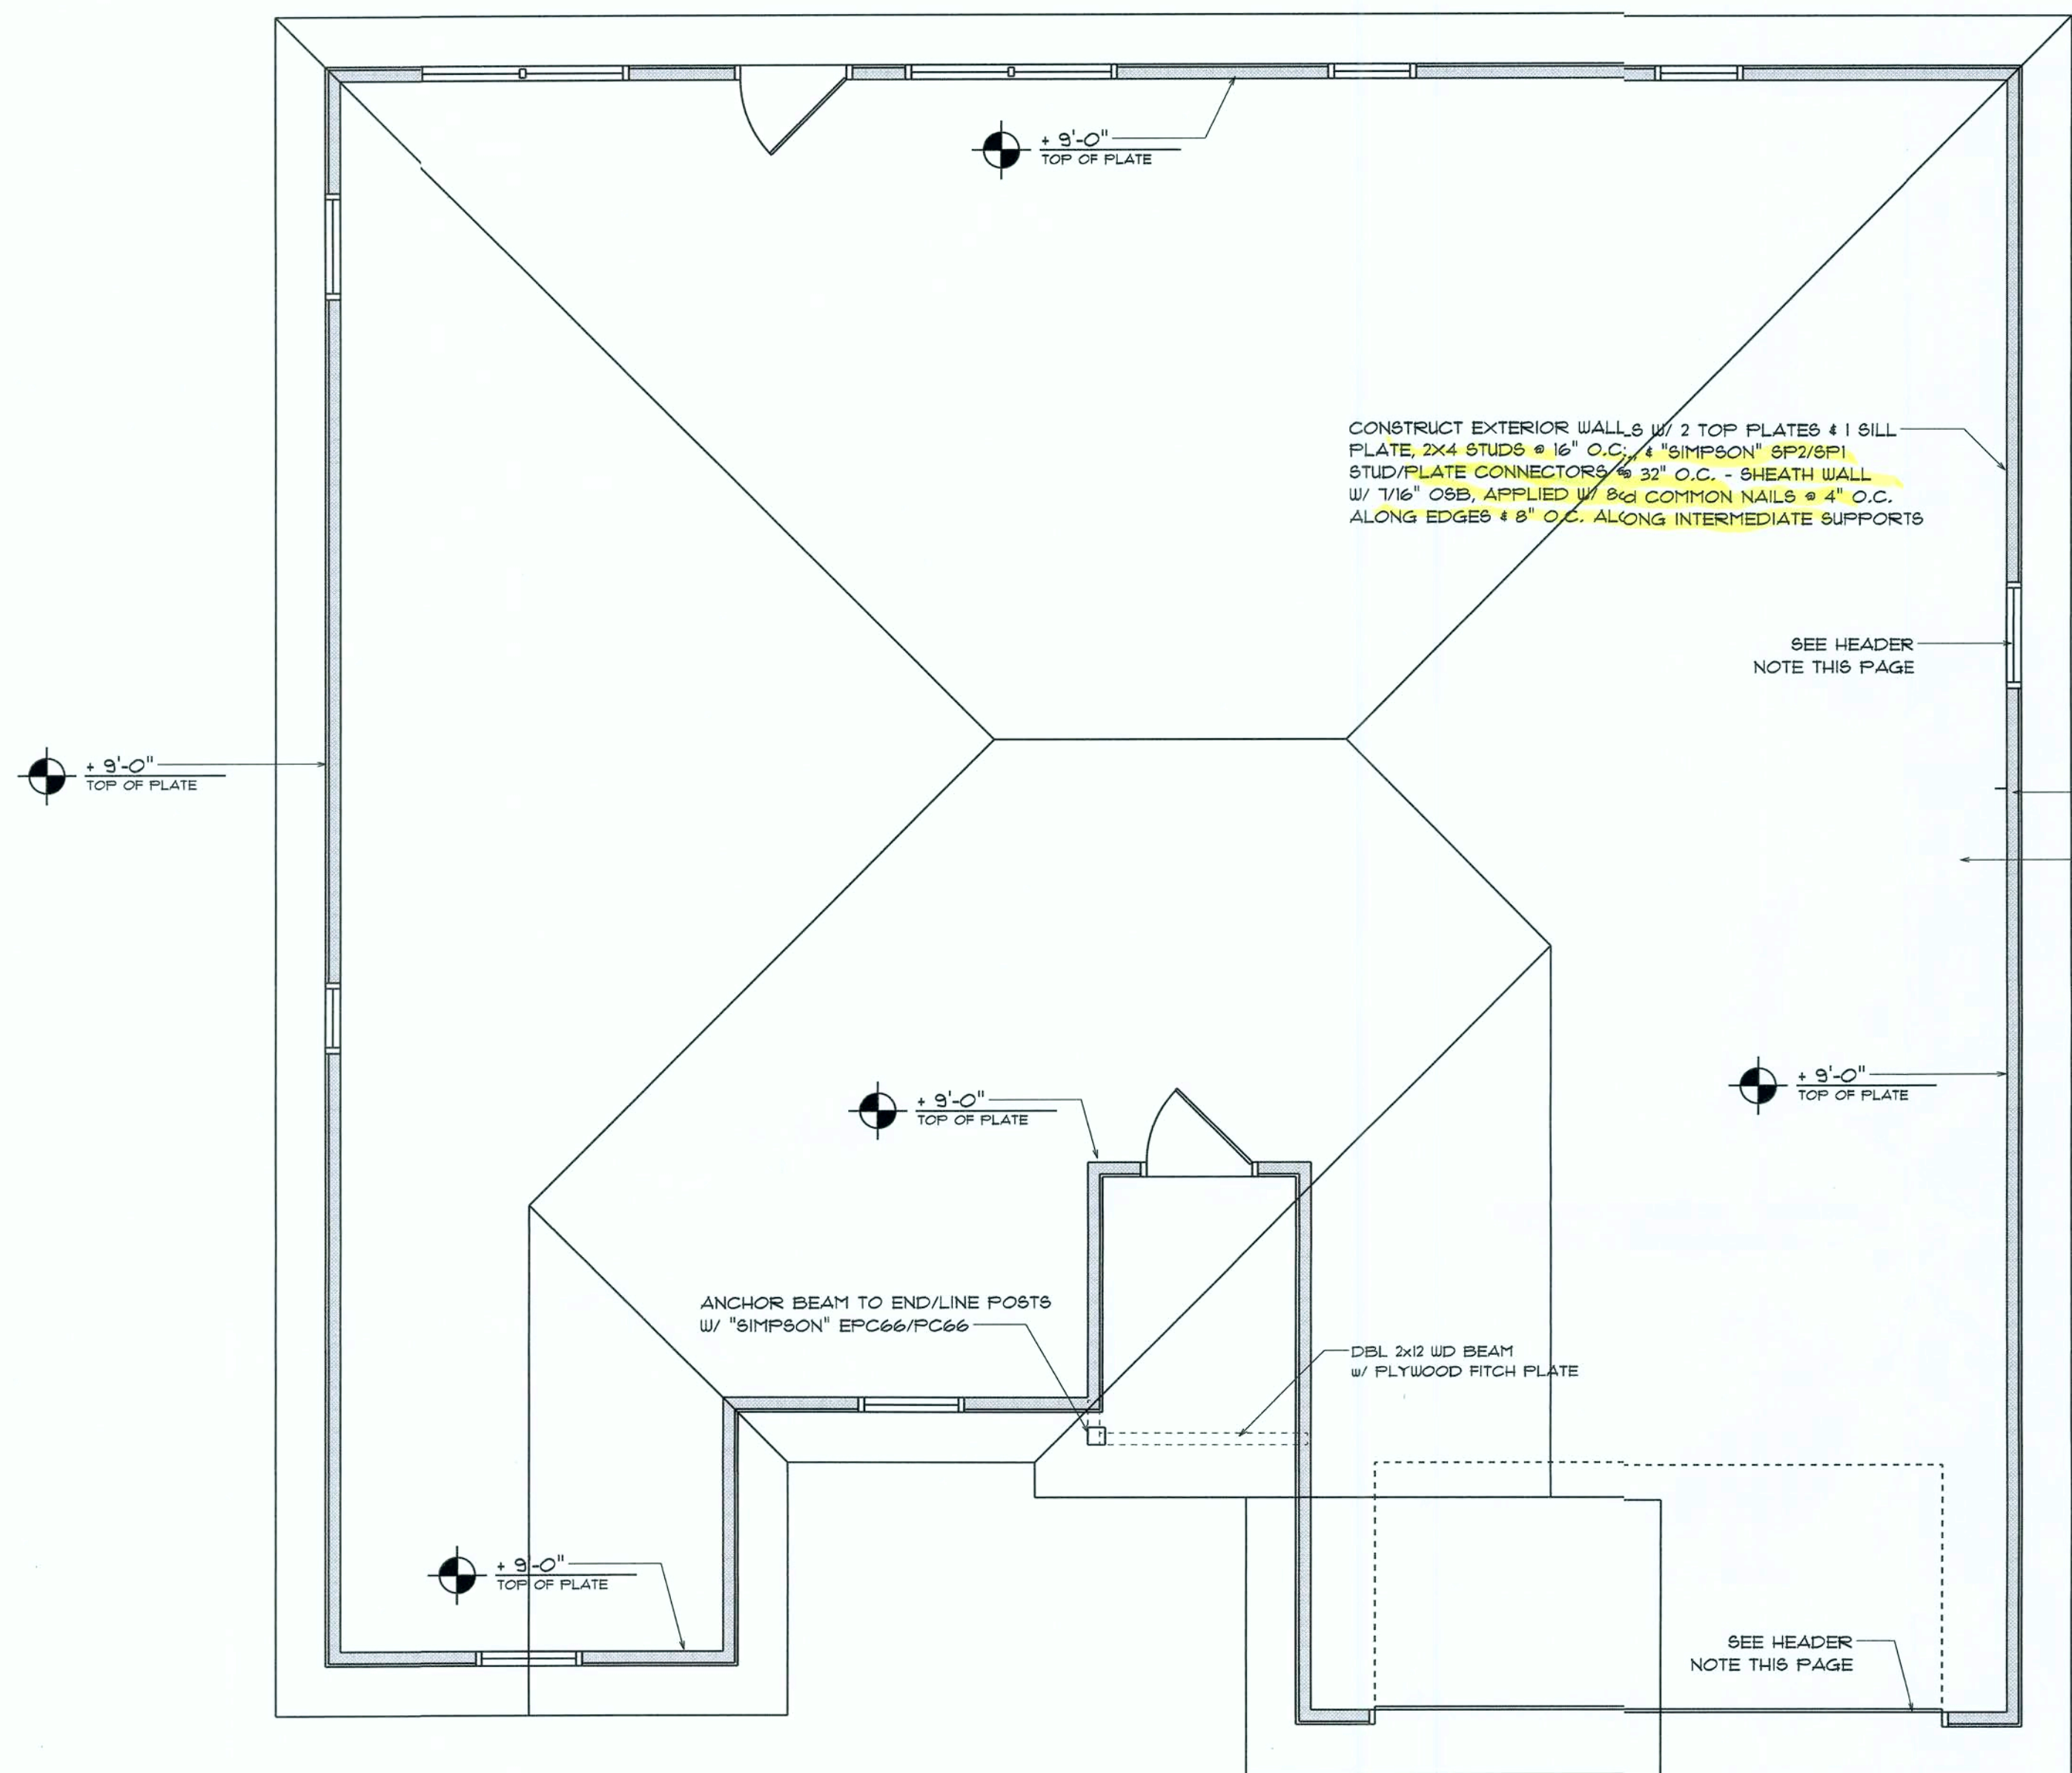 + 9'-0"
TOP OF PLATE
CONSTRUCT EXTERIOR WALLS W/ 2 TOP PLATES & 1 SILL
PLATE, 2X4 STUDS @ 16" O.C., & "SIMPSON" SP2/SP1
STUD/PLATE CONNECTORS @ 32" O.C. - SHEATH WALL
W/ 7/16" OSB, APPLIED W/ 8d COMMON NAILS @ 4" O.C.
ALONG EDGES & 8" O.C. ALONG INTERMEDIATE SUPPORTS
SEE HEADER
NOTE THIS PAGE
+ 9'-0"
TOP OF PLATE
+ 9'-0"
TOP OF PLATE
+ 9'-0"
TOP OF PLATE
ANCHOR BEAM TO END/LINE POSTS
W/ "SIMPSON" EPC66/PC66
DBL 2x12 WD BEAM
w/ PLYWOOD FITCH PLATE
+ 9'-0"
TOP OF PLATE
SEE HEADER
NOTE THIS PAGE